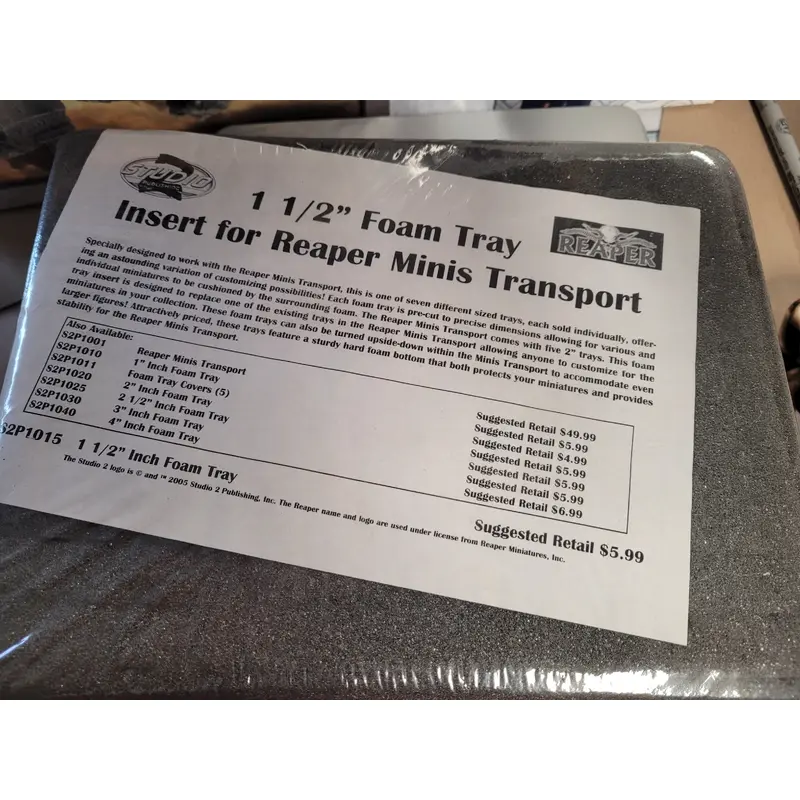 STUDIO
PUBLISHING
1 1/2” Foam Tray
REAPER
Insert for Reaper Minis Transport
Specially designed to work with the Reaper Minis Transport, this is one of seven different sized trays, each sold individually, offer-
ing an astounding variation of customizing possibilities! Each foam tray is pre-cut to precise dimensions allowing for various and
individual miniatures to be cushioned by the surrounding foam. The Reaper Minis Transport comes with five 2” trays. This foam
tray insert is designed to replace one of the existing trays in the Reaper Minis Transport allowing anyone to customize for the
miniatures in your collection. These foam trays can also be turned upside-down within the Minis Transport to accommodate even
larger figures! Attractively priced, these trays feature a sturdy hard foam bottom that both protects your miniatures and provides
stability for the Reaper Minis Transport.
Also Available:
S2P1001 Reaper Minis Transport Suggested Retail $49.99
S2P1010 1” Inch Foam Tray Suggested Retail $5.99
S2P1011 Foam Tray Covers (5) Suggested Retail $4.99
S2P1020 2” Inch Foam Tray Suggested Retail $5.99
S2P1025 2 1/2” Inch Foam Tray Suggested Retail $5.99
S2P1030 3” Inch Foam Tray Suggested Retail $5.99
S2P1040 4” Inch Foam Tray Suggested Retail $6.99
S2P1015 1 1/2” Inch Foam Tray Suggested Retail $5.99
The Studio 2 logo is © and ™ 2005 Studio 2 Publishing, Inc. The Reaper name and logo are used under license from Reaper Miniatures, Inc.